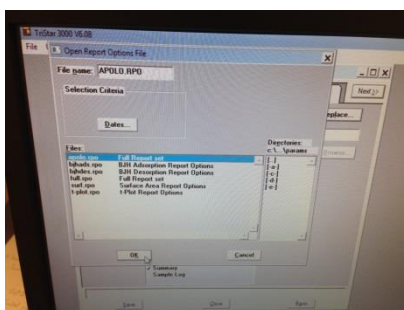 TriStar 3000 V6.08
File
Open Report Options File
Next>>
File name: APOLO.RPO
Selection Criteria
Dates...
Files:
Directories:
c:\...\params
apolo.rpo Full Report set
bjhads.rpo BJH Adsorption Report Options
bjhdes.rpo BJH Desorption Report Options
full.rpo Full Report set
surf.rpo Surface Area Report Options
t-plot.rpo t-Plot Report Options
[..]
[-a-]
[-c-]
[-d-]
[-e-]
OK
Cancel
Summary
Sample Log
Save
Close